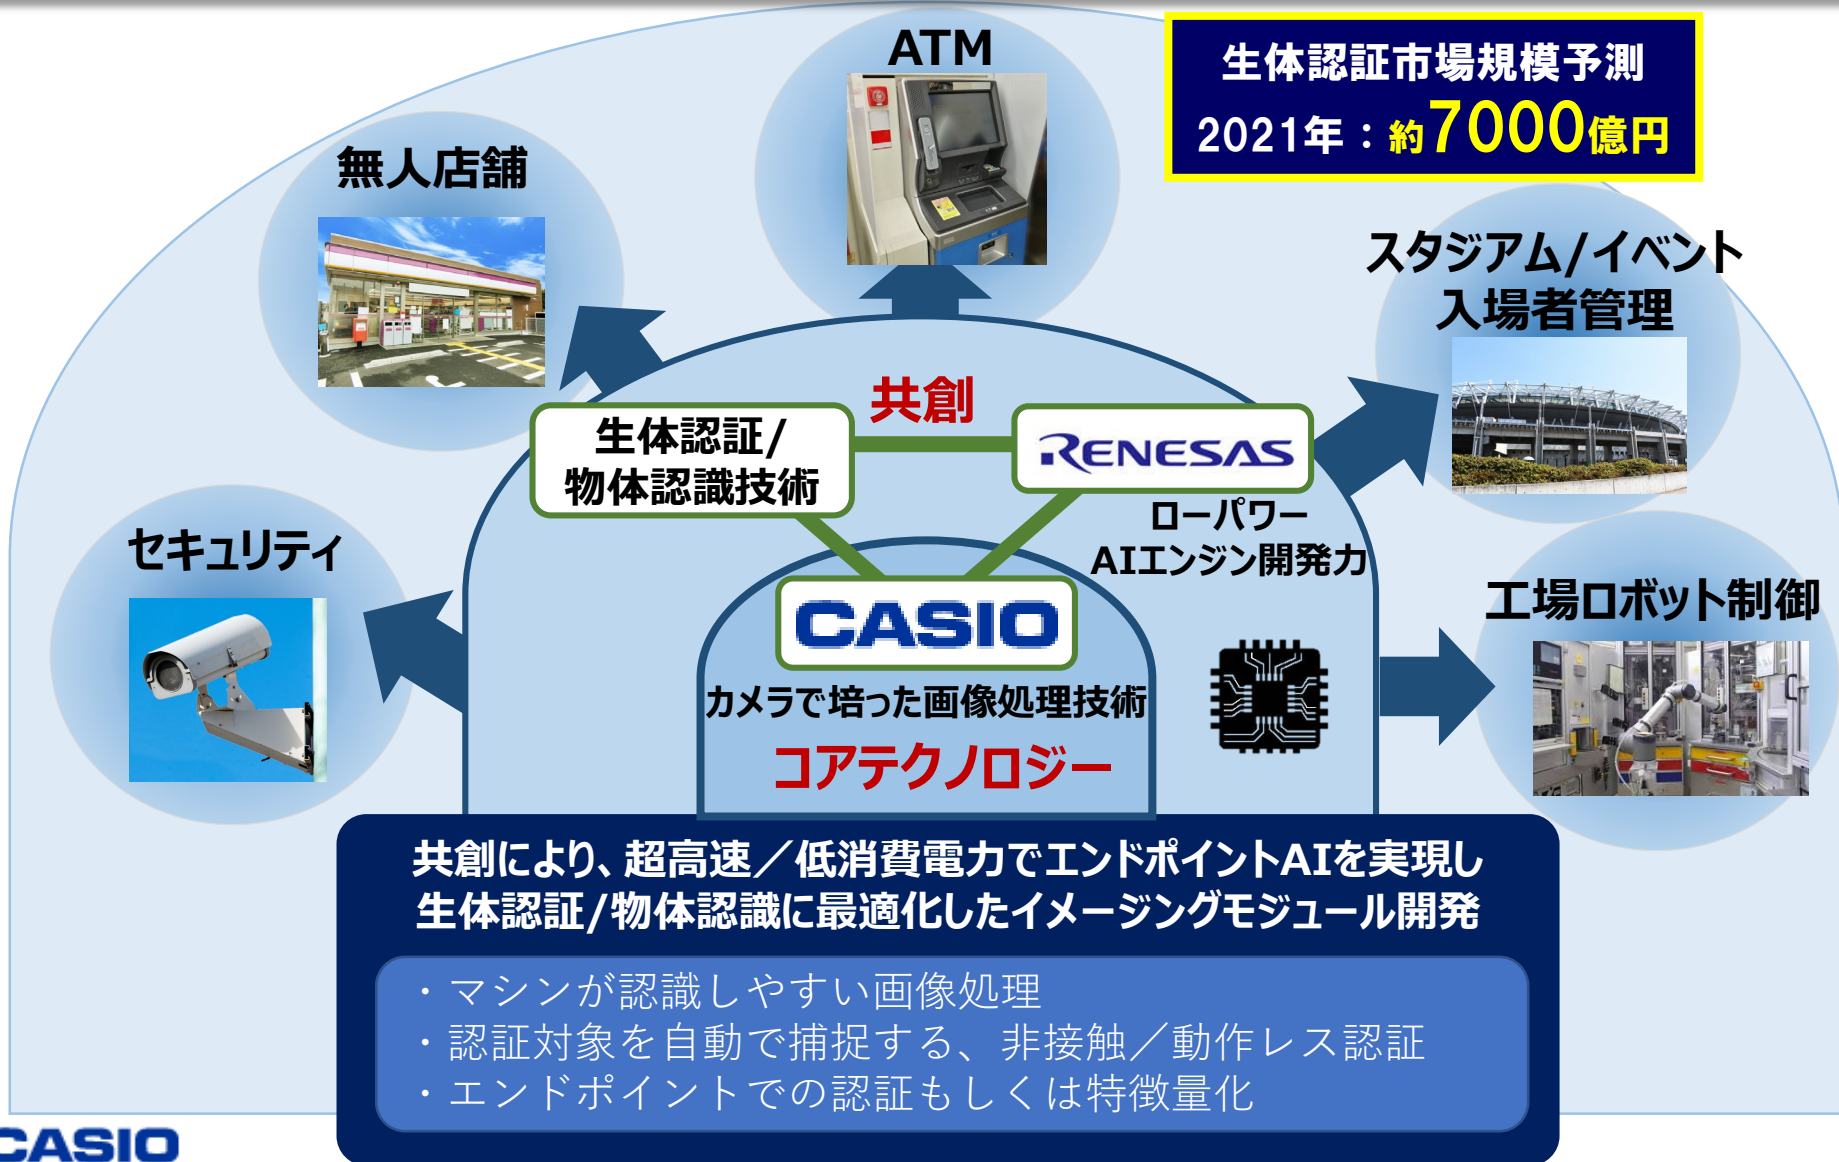 ATM
生体認証市場規模予測
2021年：約7000億円
無人店舗
スタジアム/イベント
入場者管理
共創
生体認証/
物体認識技術
RENESAS
ローパワー
AIエンジン開発力
セキュリティ
工場ロボット制御
CASIO
カメラで培った画像処理技術
コアテクノロジー
共創により、超高速／低消費電力でエンドポイントAIを実現し
生体認証/物体認識に最適化したイメージングモジュール開発
・マシンが認識しやすい画像処理
・認証対象を自動で捕捉する、非接触／動作レス認証
・エンドポイントでの認証もしくは特徴量化
CASIO